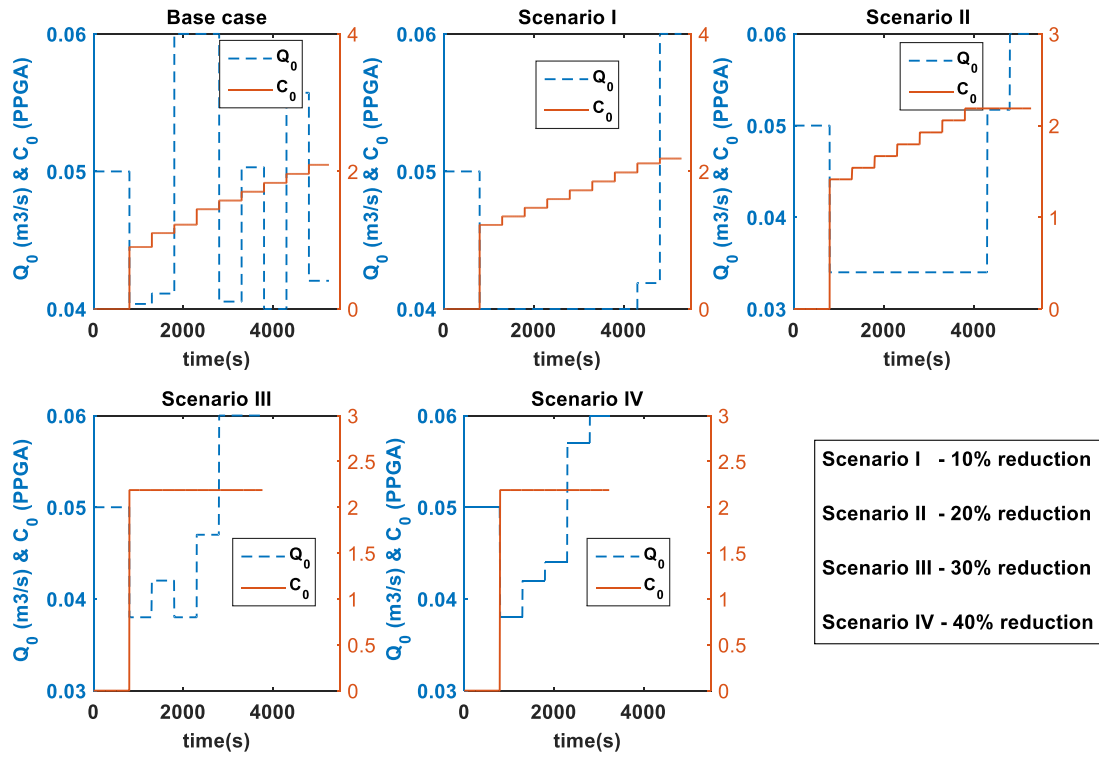 Base case
Scenario I
Scenario II
Q0 (m3/s) & C0 (PPGA)
0.06
0.05
0.04
4
2
0
Q0
C0
0 2000 4000
time(s)
Q0 (m3/s) & C0 (PPGA)
0.06
0.05
0.04
4
2
0
Q0
C0
0 2000 4000
time(s)
Q0 (m3/s) & C0 (PPGA)
0.06
0.05
0.04
0.03
3
2
1
0
Q0
C0
0 2000 4000
time(s)
Scenario III
Scenario IV
Q0 (m3/s) & C0 (PPGA)
0.06
0.05
0.04
0.03
3
2.5
2
1.5
1
0.5
0
Q0
C0
0 2000 4000
time(s)
Q0 (m3/s) & C0 (PPGA)
0.06
0.05
0.04
0.03
3
2.5
2
1.5
1
0.5
0
Q0
C0
0 2000 4000
time(s)
Scenario I - 10% reduction
Scenario II - 20% reduction
Scenario III - 30% reduction
Scenario IV - 40% reduction